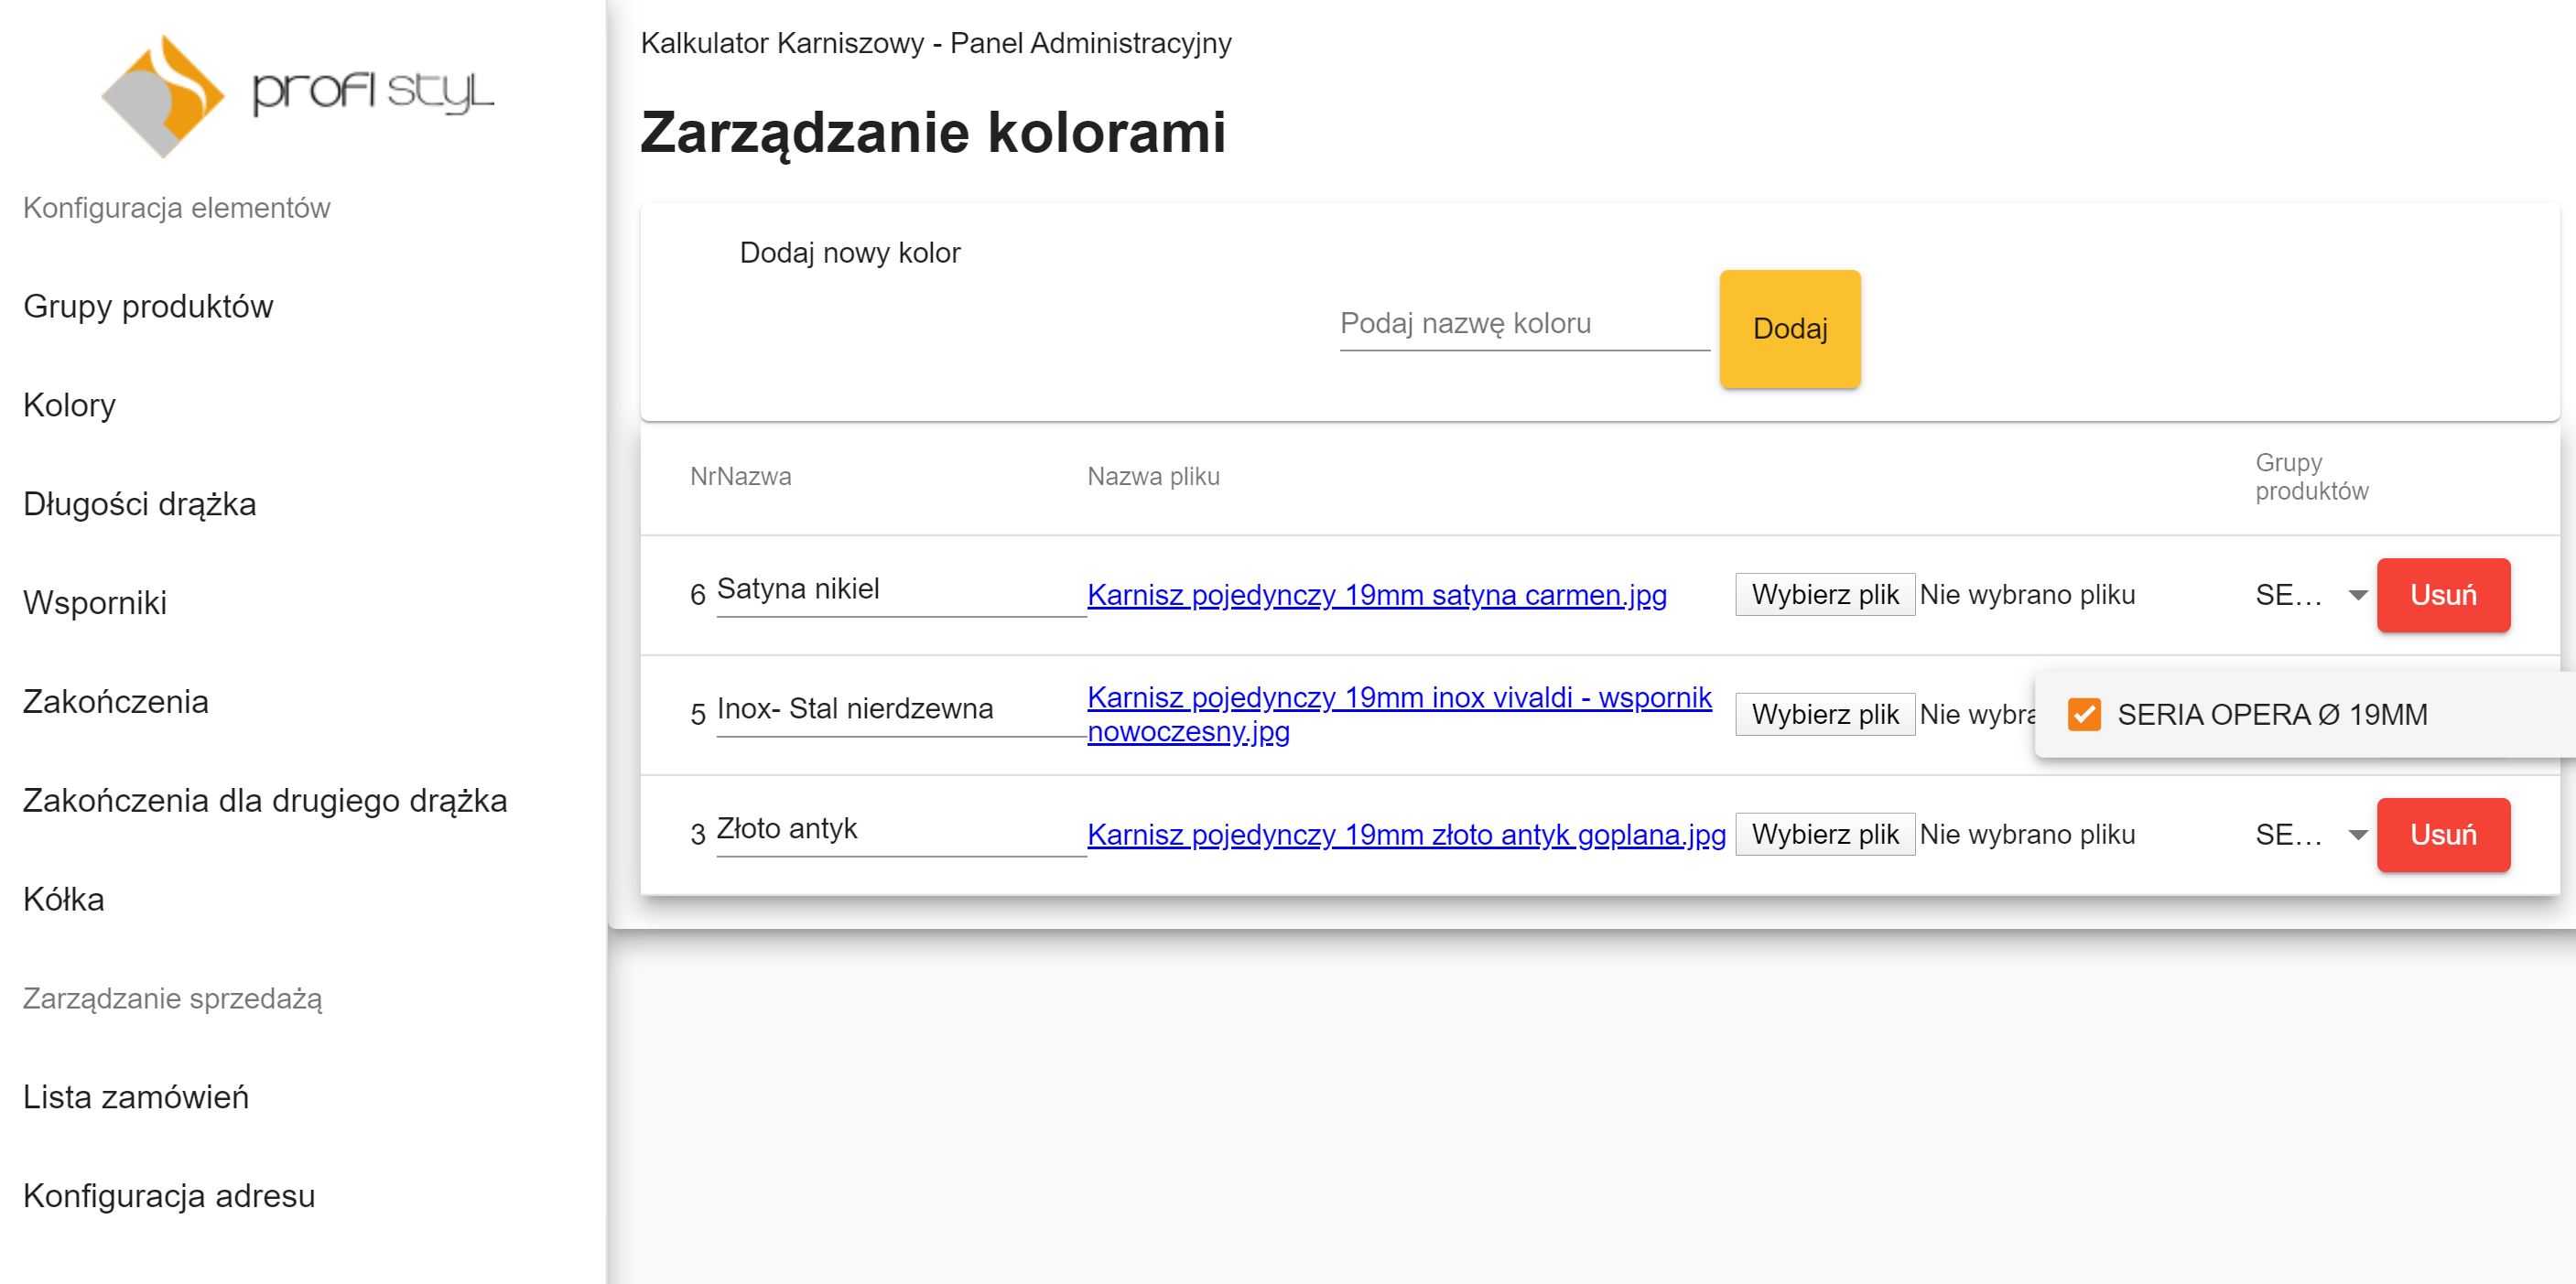 profi styl
Konfiguracja elementów
Grupy produktów
Kolory
Długości drążka
Wsporniki
Zakończenia
Zakończenia dla drugiego drążka
Kółka
Zarządzanie sprzedażą
Lista zamówień
Konfiguracja adresu
Kalkulator Karniszowy - Panel Administracyjny
Zarządzanie kolorami
Dodaj nowy kolor
Podaj nazwę koloru
Dodaj
Nr Nazwa Nazwa pliku Grupy
produktów
6 Satyna nikiel Karnisz pojedynczy 19mm satyna carmen.jpg Wybierz plik Nie wybrano pliku SE... Usuń
5 Inox- Stal nierdzewna Karnisz pojedynczy 19mm inox vivaldi - wspornik
nowoczesny.jpg Wybierz plik Nie wybra SERIA OPERA Ø 19MM
3 Złoto antyk Karnisz pojedynczy 19mm złoto antyk goplana.jpg Wybierz plik Nie wybrano pliku SE... Usuń